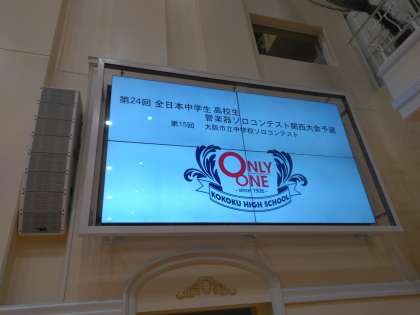 第24回 全日本中学生 高校生
管楽器ソロコンテスト関西大会予選
第15回 大阪市立中学校ソロコンテスト
ONLY
ONE
- since 1926 -
KOKOKU HIGH SCHOOL